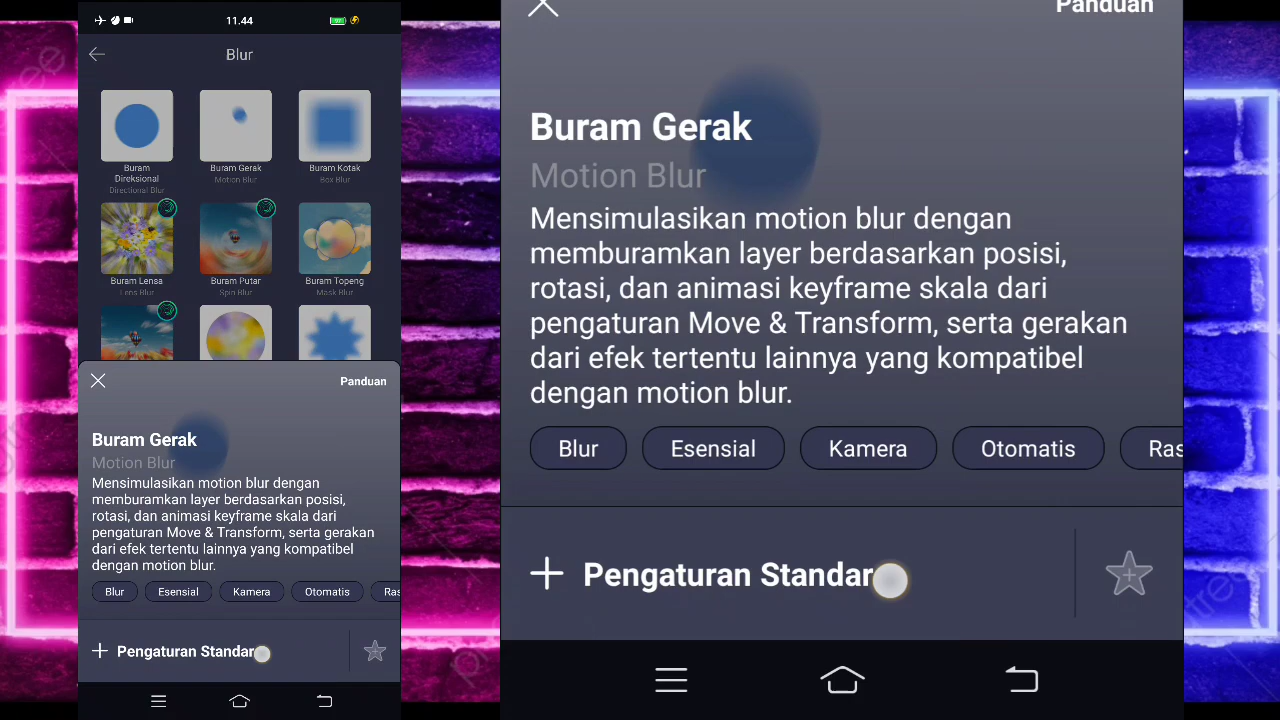 11.44
97
Blur
Buram
Direksional
Directional Blur
Buram Gerak
Motion Blur
Buram Kotak
Box Blur
Buram Lensa
Lens Blur
Buram Putar
Spin Blur
Buram Topeng
Mask Blur
Panduan
Buram Gerak
Motion Blur
Mensimulasikan motion blur dengan
memburamkan layer berdasarkan posisi,
rotasi, dan animasi keyframe skala dari
pengaturan Move & Transform, serta gerakan
dari efek tertentu lainnya yang kompatibel
dengan motion blur.
Blur
Esensial
Kamera
Otomatis
Ras
Pengaturan Standar
Panduan
Buram Gerak
Motion Blur
Mensimulasikan motion blur dengan
memburamkan layer berdasarkan posisi,
rotasi, dan animasi keyframe skala dari
pengaturan Move & Transform, serta gerakan
dari efek tertentu lainnya yang kompatibel
dengan motion blur.
Blur
Esensial
Kamera
Otomatis
Ras
Pengaturan Standar